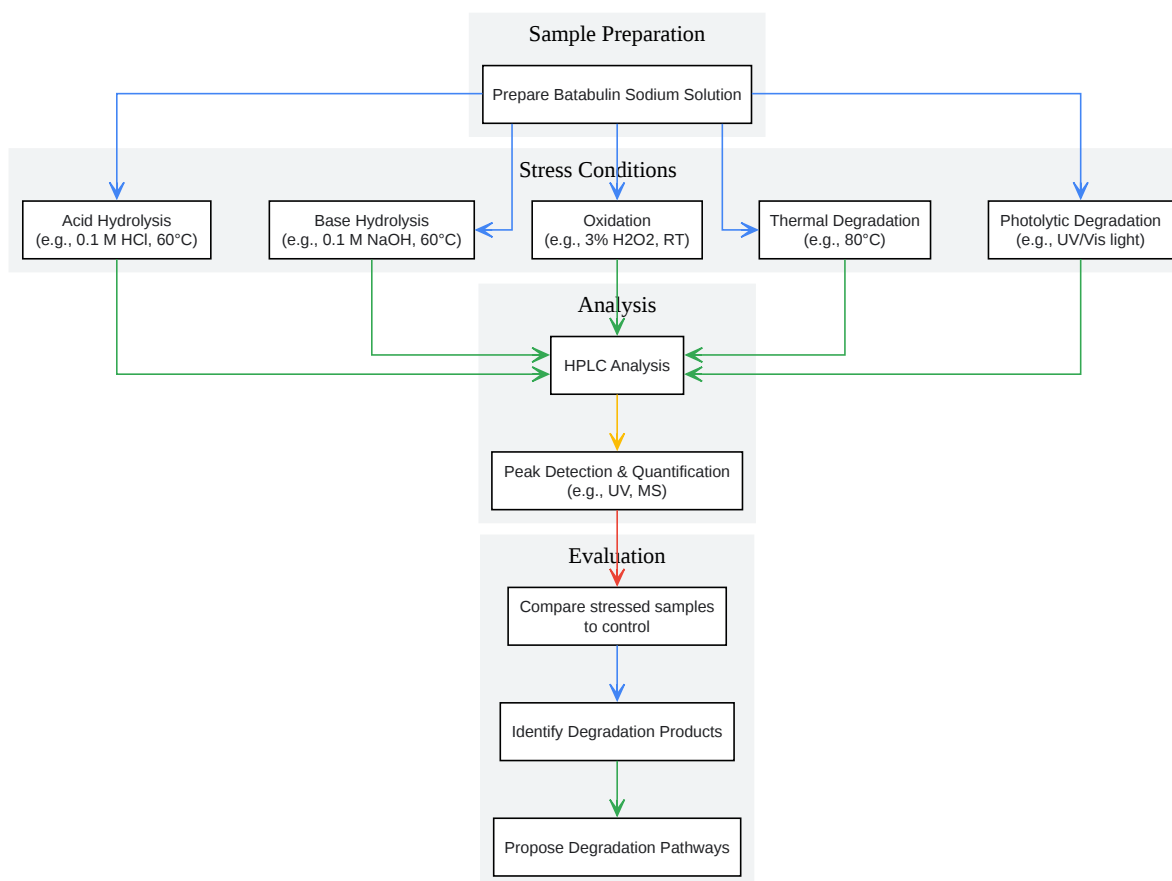 Sample Preparation
Prepare Batabulin Sodium Solution
Stress Conditions
Acid Hydrolysis
(e.g., 0.1 M HCl, 60°C)
Base Hydrolysis
(e.g., 0.1 M NaOH, 60°C)
Oxidation
(e.g., 3% H2O2, RT)
Thermal Degradation
(e.g., 80°C)
Photolytic Degradation
(e.g., UV/Vis light)
Analysis
HPLC Analysis
Peak Detection & Quantification
(e.g., UV, MS)
Evaluation
Compare stressed samples
to control
Identify Degradation Products
Propose Degradation Pathways